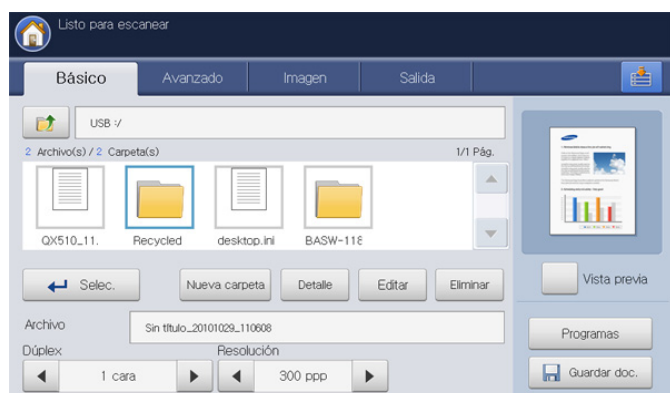 Listo para escanear
Básico
Avanzado
Imagen
Salida
USB :/
2 Archivo(s) / 2 Carpeta(s)
1/1 Pág.
QX510_11.
Recycled
desktop.ini
BASW-118
Selec.
Nueva carpeta
Detalle
Editar
Eliminar
Vista previa
Archivo
Sin título_20101029_110608
Dúplex
Resolución
1 cara
300 ppp
Programas
Guardar doc.